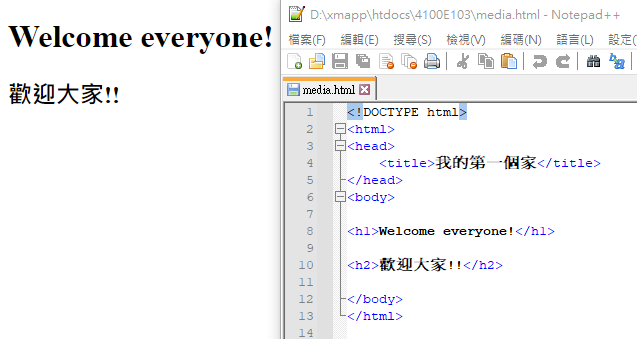 Welcome everyone!
歡迎大家!!
D:\xmapp\htdocs\4100E103\media.html - Notepad++
檔案(F) 編輯(E) 搜尋(S) 檢視(V) 編碼(N) 語言(L) 設定(
media.html
1 <!DOCTYPE html>
2 <html>
3 <head>
4 <title>我的第一個家</title>
5 </head>
6 <body>
7
8 <h1>Welcome everyone!</h1>
9
10 <h2>歡迎大家!!</h2>
11
12 </body>
13 </html>
14